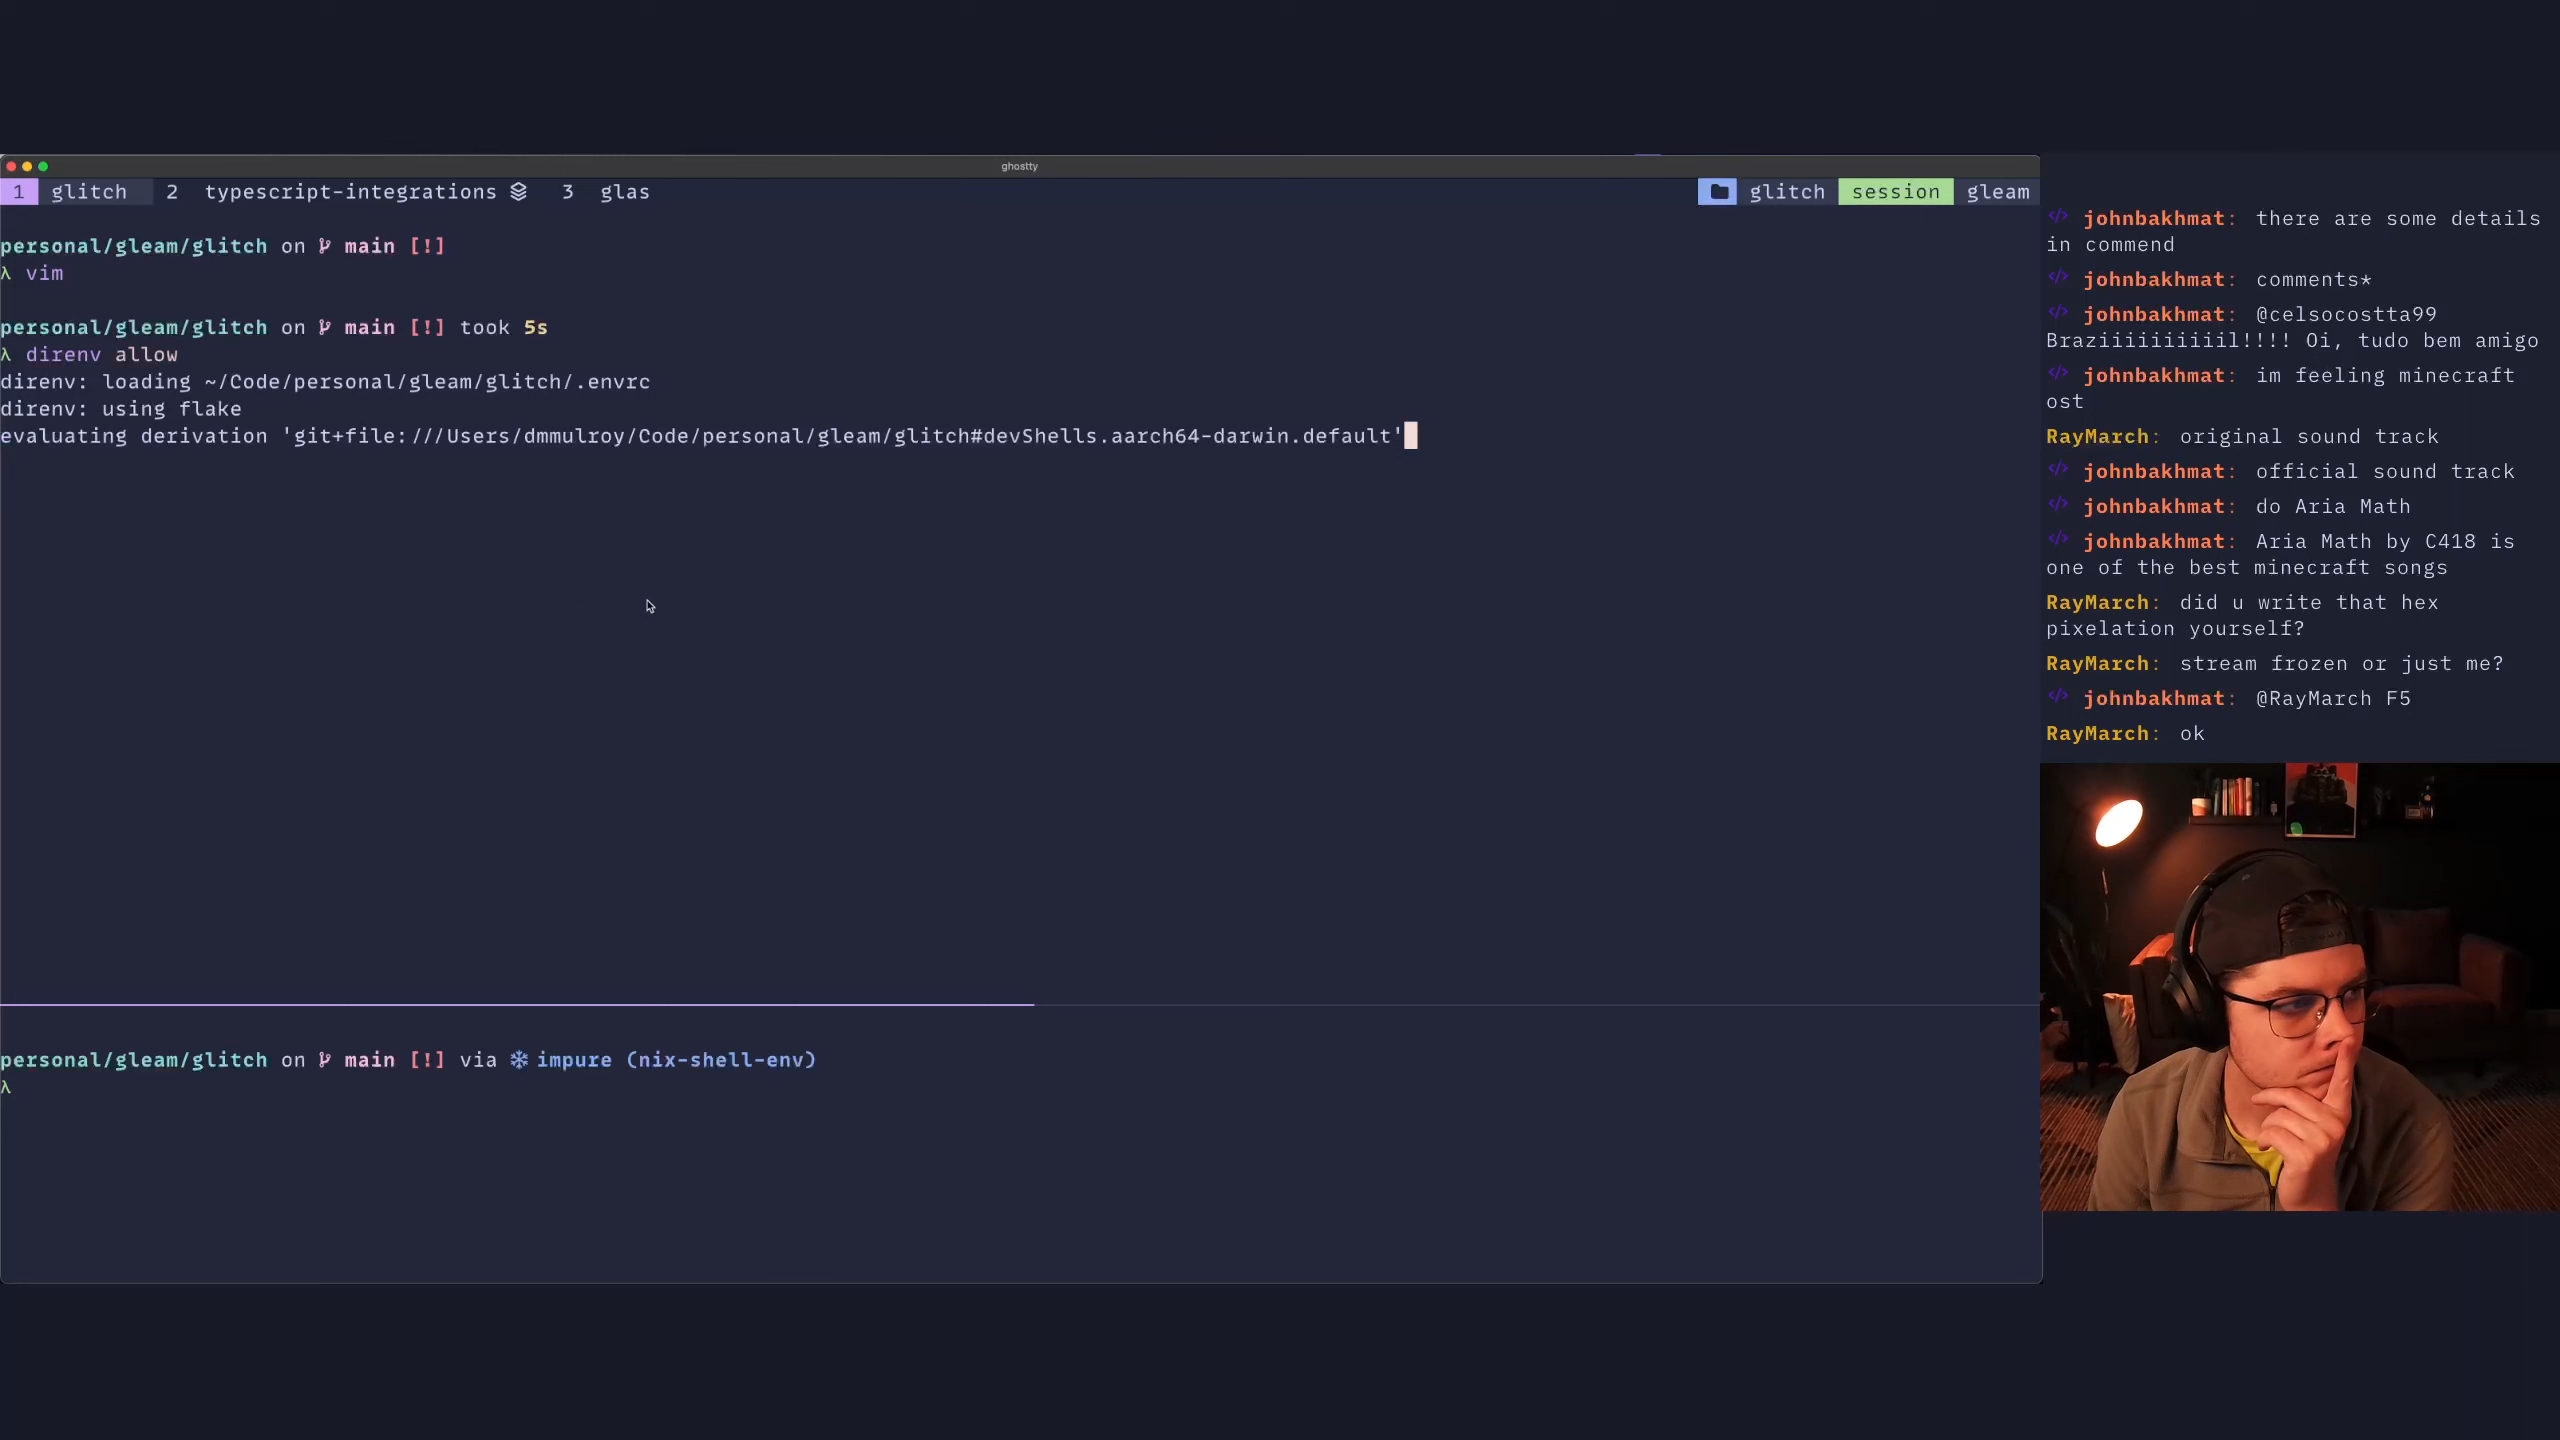 ghostty
1 glitch 2 typescript-integrations 3 glas glitch session gleam
personal/gleam/glitch on main [!]
λ vim
personal/gleam/glitch on main [!] took 5s
λ direnv allow
direnv: loading ~/Code/personal/gleam/glitch/.envrc
direnv: using flake
evaluating derivation 'git+file:///Users/dmmulroy/Code/personal/gleam/glitch#devShells.aarch64-darwin.default'
personal/gleam/glitch on main [!] via impure (nix-shell-env)
λ
johnbakhmat: there are some details
in commend
johnbakhmat: comments*
johnbakhmat: @celsocostta99
Braziiiiiiiiiil!!!! Oi, tudo bem amigo
johnbakhmat: im feeling minecraft
ost
RayMarch: original sound track
johnbakhmat: official sound track
johnbakhmat: do Aria Math
johnbakhmat: Aria Math by C418 is
one of the best minecraft songs
RayMarch: did u write that hex
pixelation yourself?
RayMarch: stream frozen or just me?
johnbakhmat: @RayMarch F5
RayMarch: ok